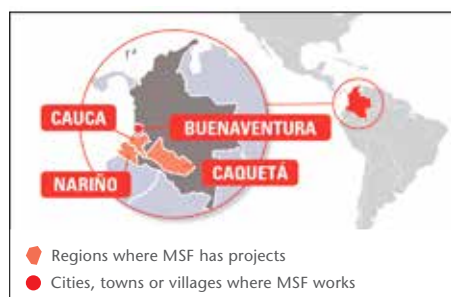 CAUCA
BUENAVENTURA
NARIÑO
CAQUETÁ
Regions where MSF has projects
Cities, towns or villages where MSF works